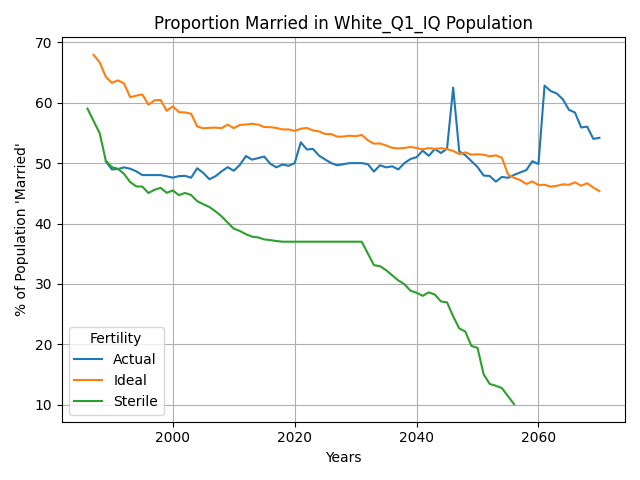 Proportion Married in White_Q1_IQ Population
% of Population 'Married'
70
60
50
40
30
20
10
Fertility
Actual
Ideal
Sterile
2000
2020
2040
2060
Years